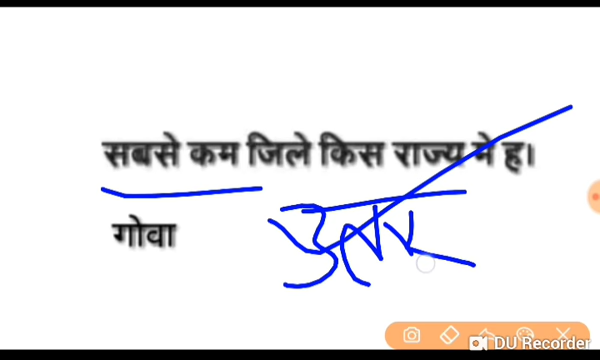 सबसे कम जिले किस राज्य मे ह।
गोवा
उत्तर
DU Recorder